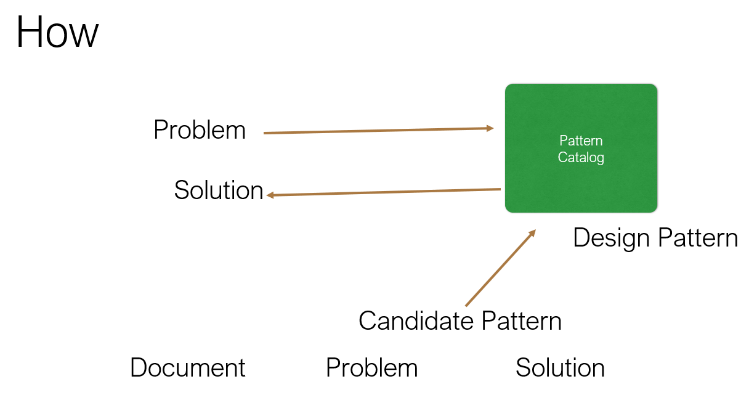 How
Problem
Pattern
Catalog
Solution
Design Pattern
Candidate Pattern
Document Problem Solution